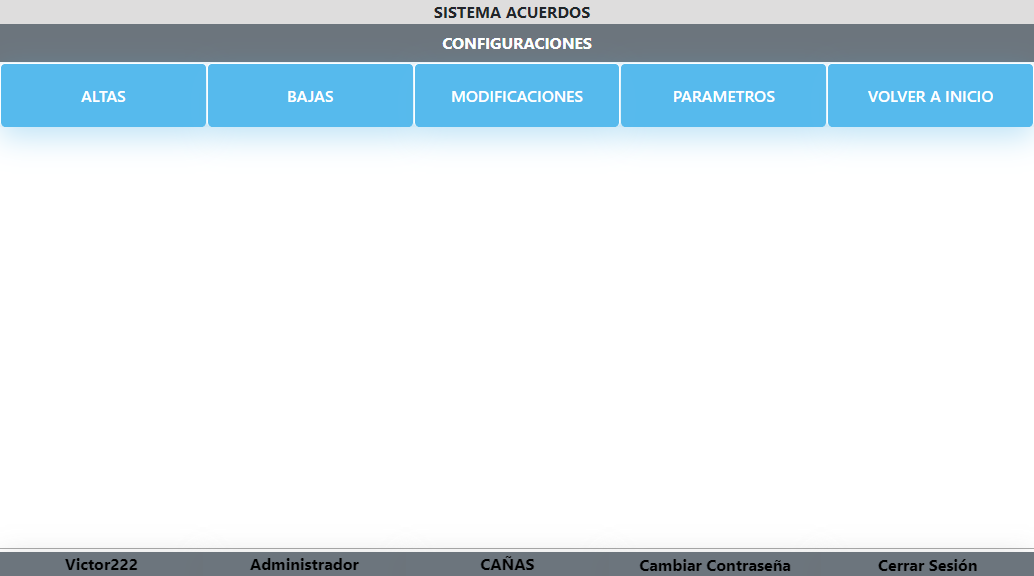 SISTEMA ACUERDOS
CONFIGURACIONES
ALTAS BAJAS MODIFICACIONES PARAMETROS VOLVER A INICIO
Victor222 Administrador CAÑAS Cambiar Contraseña Cerrar Sesión